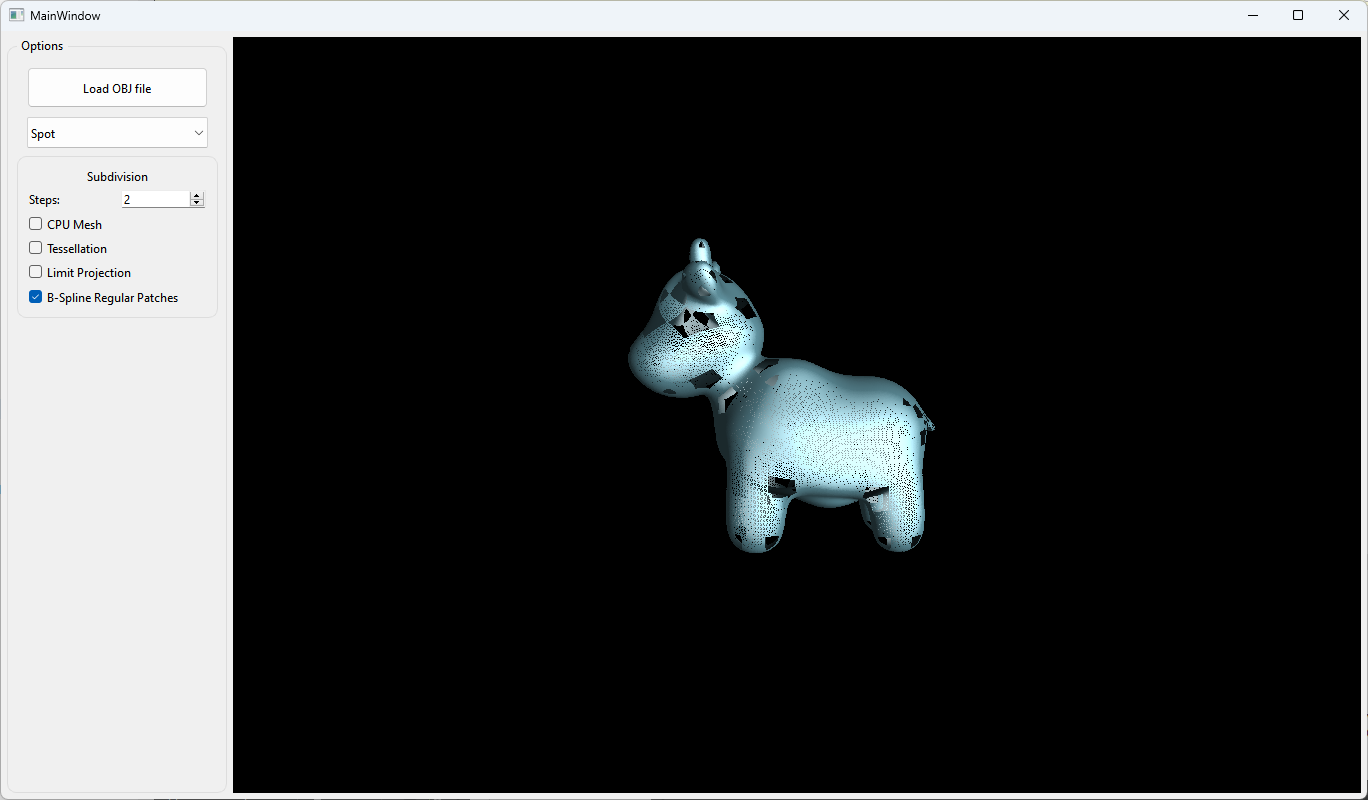 MainWindow
Options
Load OBJ file
Spot
Subdivision
Steps: 2
CPU Mesh
Tessellation
Limit Projection
B-Spline Regular Patches